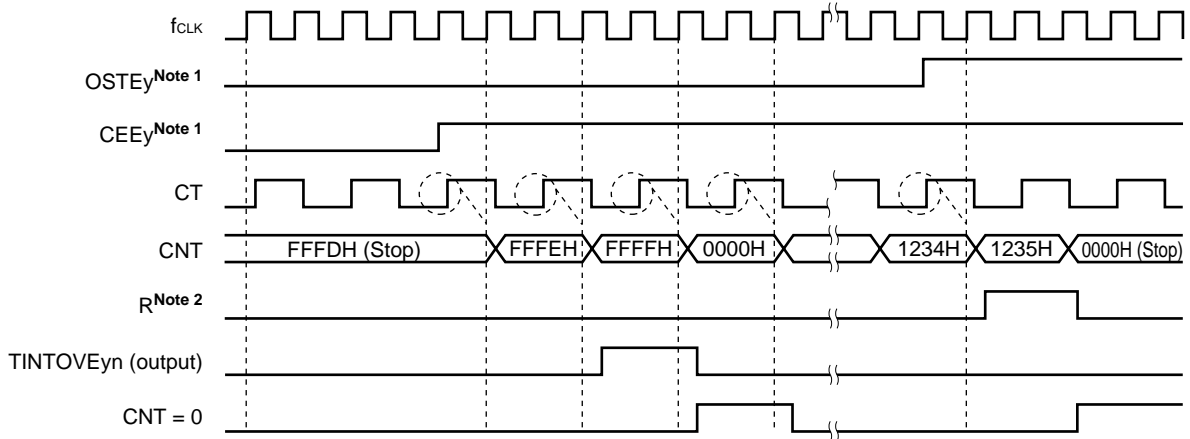 fCLK
OSTEyNote 1
CEEyNote 1
CT
CNT FFFDH (Stop) FFFEH FFFFH 0000H 1234H 1235H 0000H (Stop)
RNote 2
TINTOVEyn (output)
CNT = 0